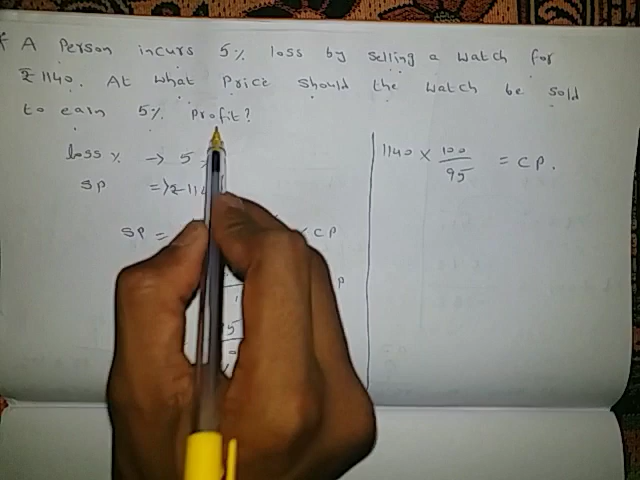 A Person incurs 5% loss by selling a watch for
₹1140. At what Price should the watch be sold
to earn 5% Profit?
loss % → 5
SP =>₹114
1140 × 100/95 = CP.
SP = CP
P